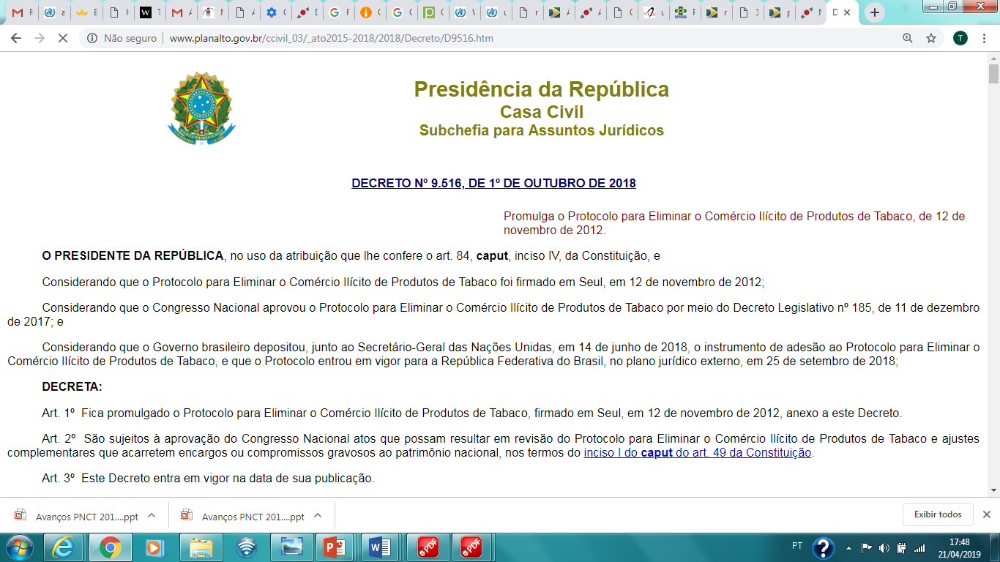 Não seguro | www.planalto.gov.br/ccivil_03/_ato2015-2018/2018/Decreto/D9516.htm
T
Presidência da República
Casa Civil
Subchefia para Assuntos Jurídicos
DECRETO Nº 9.516, DE 1º DE OUTUBRO DE 2018
Promulga o Protocolo para Eliminar o Comércio Ilícito de Produtos de Tabaco, de 12 de
novembro de 2012.
O PRESIDENTE DA REPÚBLICA, no uso da atribuição que lhe confere o art. 84, caput, inciso IV, da Constituição, e
Considerando que o Protocolo para Eliminar o Comércio Ilícito de Produtos de Tabaco foi firmado em Seul, em 12 de novembro de 2012;
Considerando que o Congresso Nacional aprovou o Protocolo para Eliminar o Comércio Ilícito de Produtos de Tabaco por meio do Decreto Legislativo nº 185, de 11 de dezembro
de 2017; e
Considerando que o Governo brasileiro depositou, junto ao Secretário-Geral das Nações Unidas, em 14 de junho de 2018, o instrumento de adesão ao Protocolo para Eliminar o
Comércio Ilícito de Produtos de Tabaco, e que o Protocolo entrou em vigor para a República Federativa do Brasil, no plano jurídico externo, em 25 de setembro de 2018;
DECRETA:
Art. 1º Fica promulgado o Protocolo para Eliminar o Comércio Ilícito de Produtos de Tabaco, firmado em Seul, em 12 de novembro de 2012, anexo a este Decreto.
Art. 2º São sujeitos à aprovação do Congresso Nacional atos que possam resultar em revisão do Protocolo para Eliminar o Comércio Ilícito de Produtos de Tabaco e ajustes
complementares que acarretem encargos ou compromissos gravosos ao patrimônio nacional, nos termos do inciso I do caput do art. 49 da Constituição.
Art. 3º Este Decreto entra em vigor na data de sua publicação.
Avanços PNCT 201....ppt
Avanços PNCT 201....ppt
Exibir todos
PT
17:48
21/04/2019